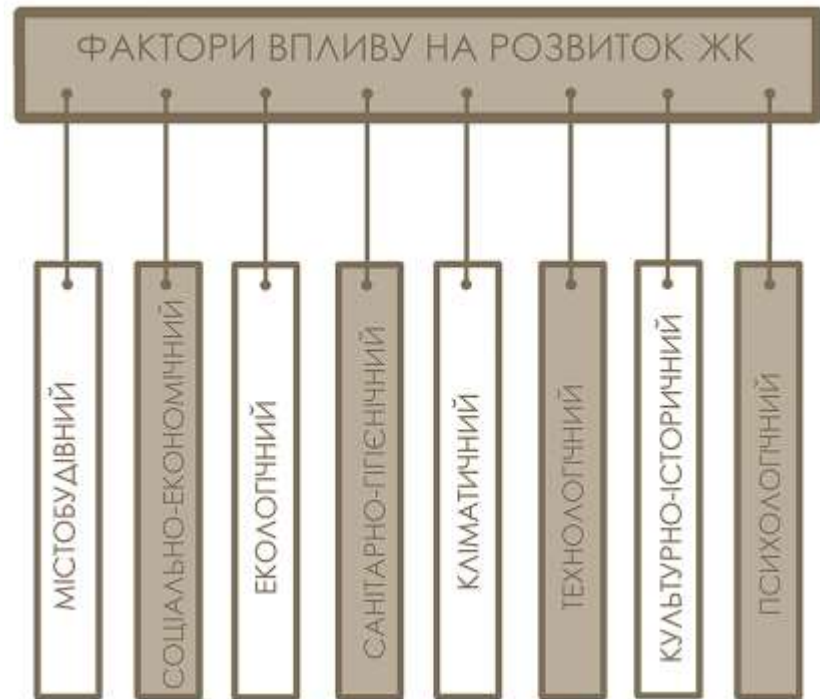 ФАКТОРИ ВПЛИВУ НА РОЗВИТОК ЖК
МІСТОБУДІВНИЙ
СОЦІАЛЬНО-ЕКОНОМІЧНИЙ
ЕКОЛОГІЧНИЙ
САНІТАРНО-ГІГІЄНІЧНИЙ
КЛІМАТИЧНИЙ
ТЕХНОЛОГІЧНИЙ
КУЛЬТУРНО-ІСТОРИЧНИЙ
ПСИХОЛОГІЧНИЙ